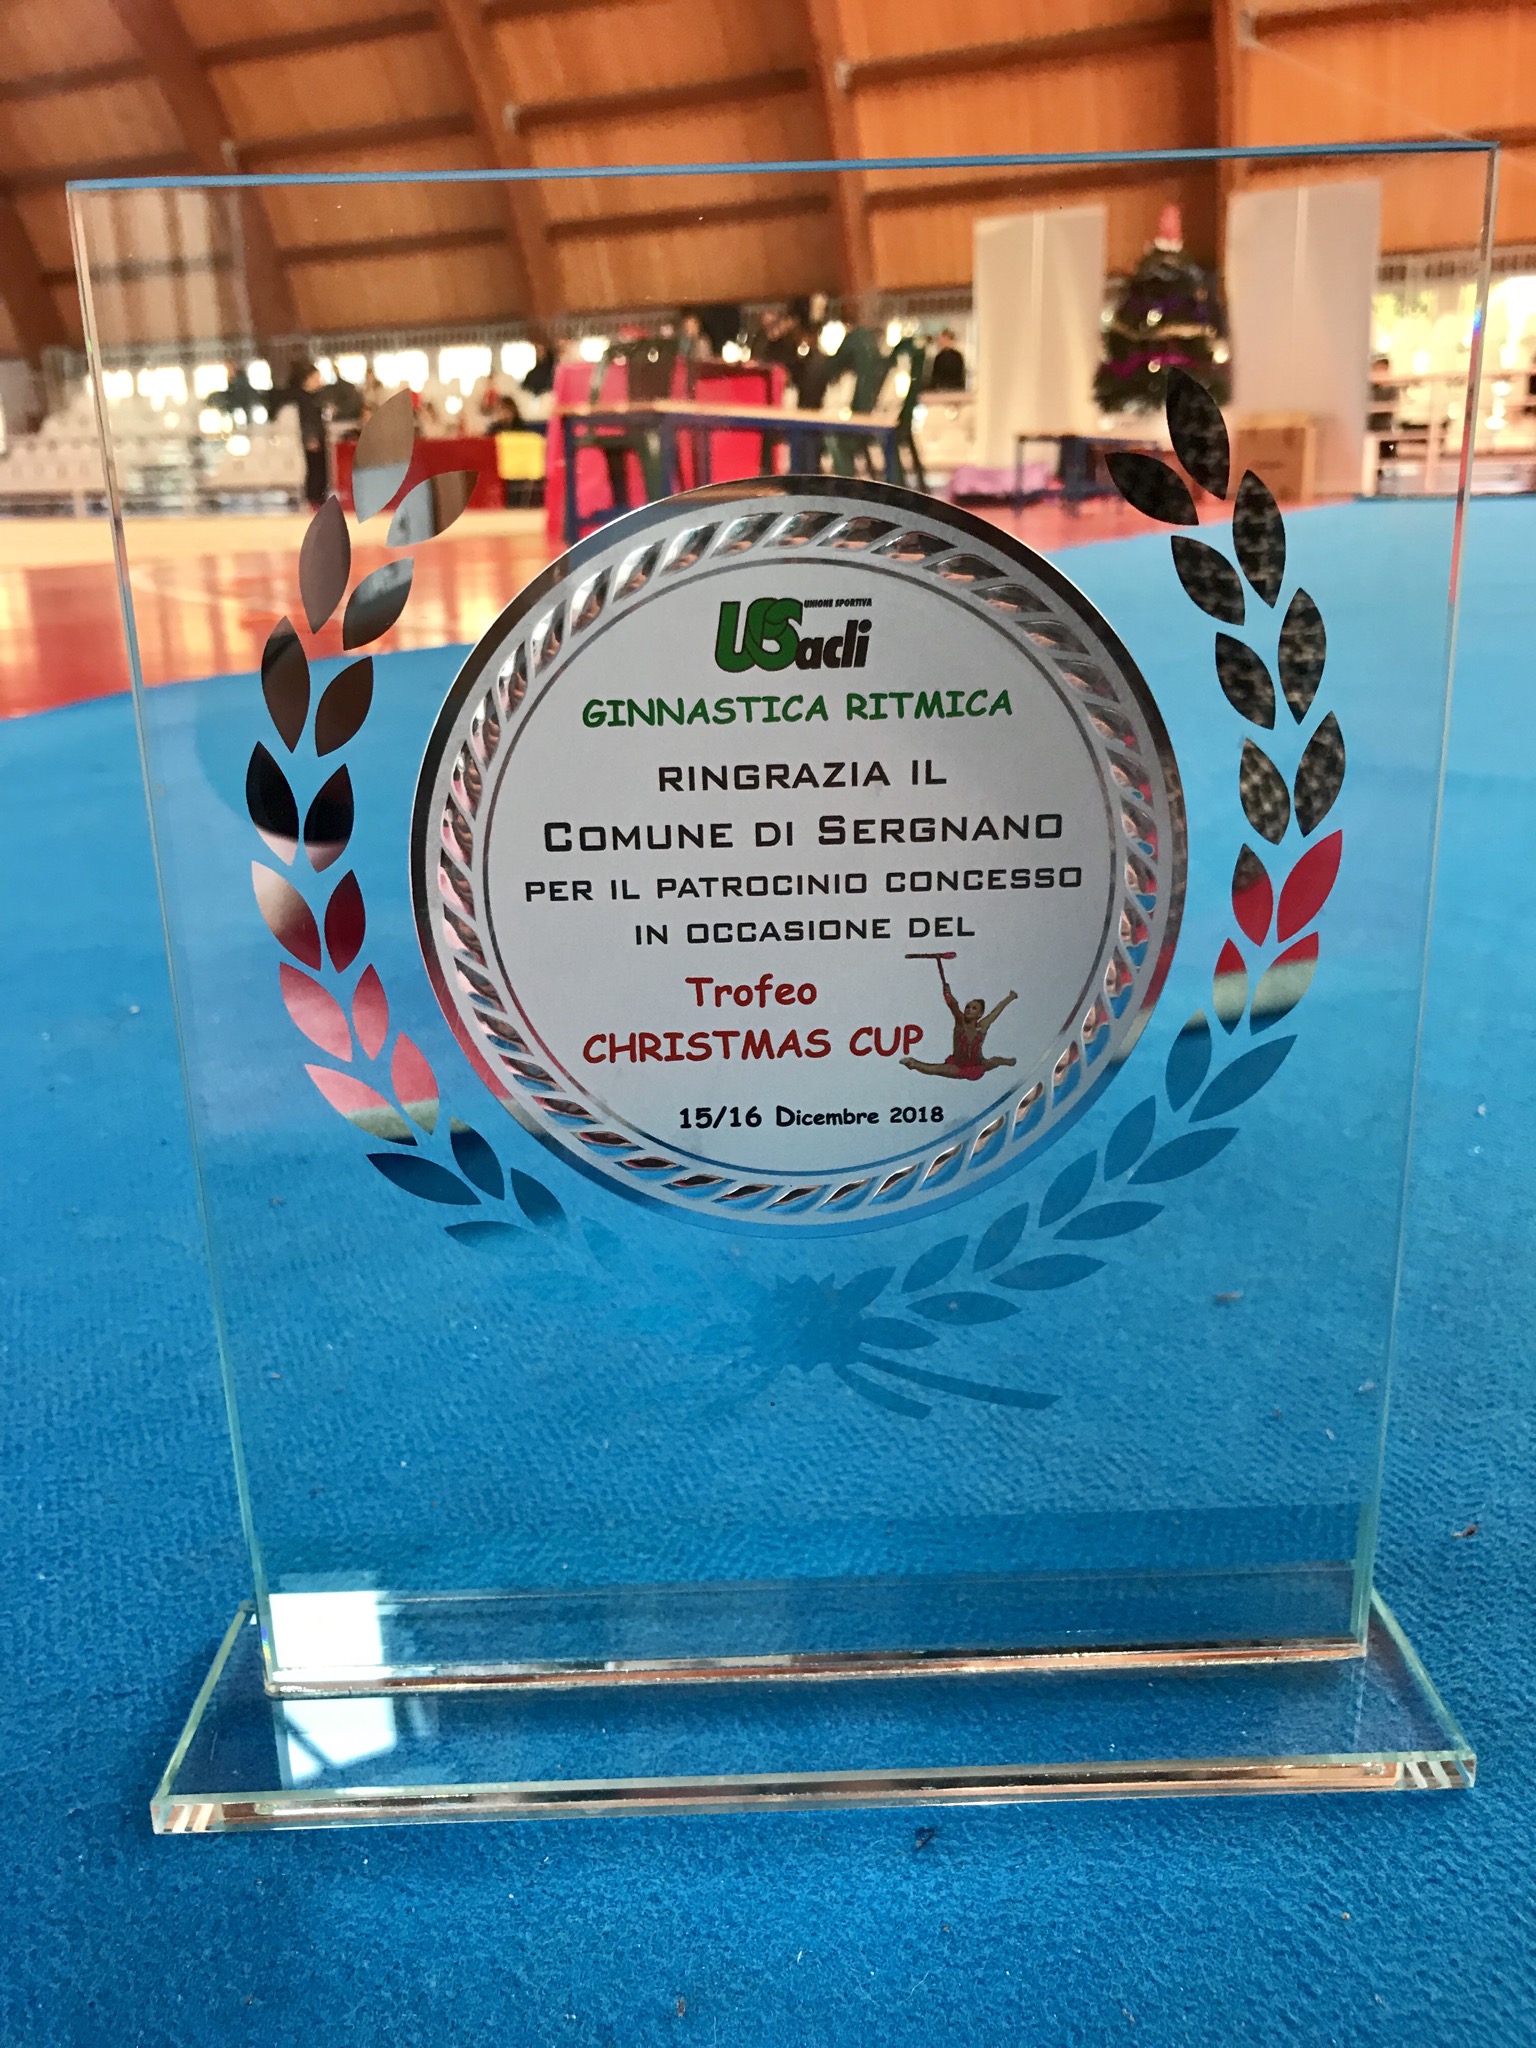 UNIONE SPORTIVA
USacli
GINNASTICA RITMICA
RINGRAZIA IL
COMUNE DI SERGNANO
PER IL PATROCINIO CONCESSO
IN OCCASIONE DEL
Trofeo
CHRISTMAS CUP
15/16 Dicembre 2018